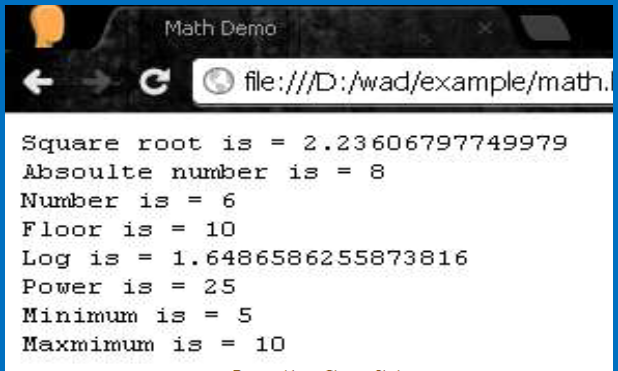 Math Demo
file:///D:/wad/example/math.
Square root is = 2.23606797749979
Absoulte number is = 8
Number is = 6
Floor is = 10
Log is = 1.6486586255873816
Power is = 25
Minimum is = 5
Maxmimum is = 10